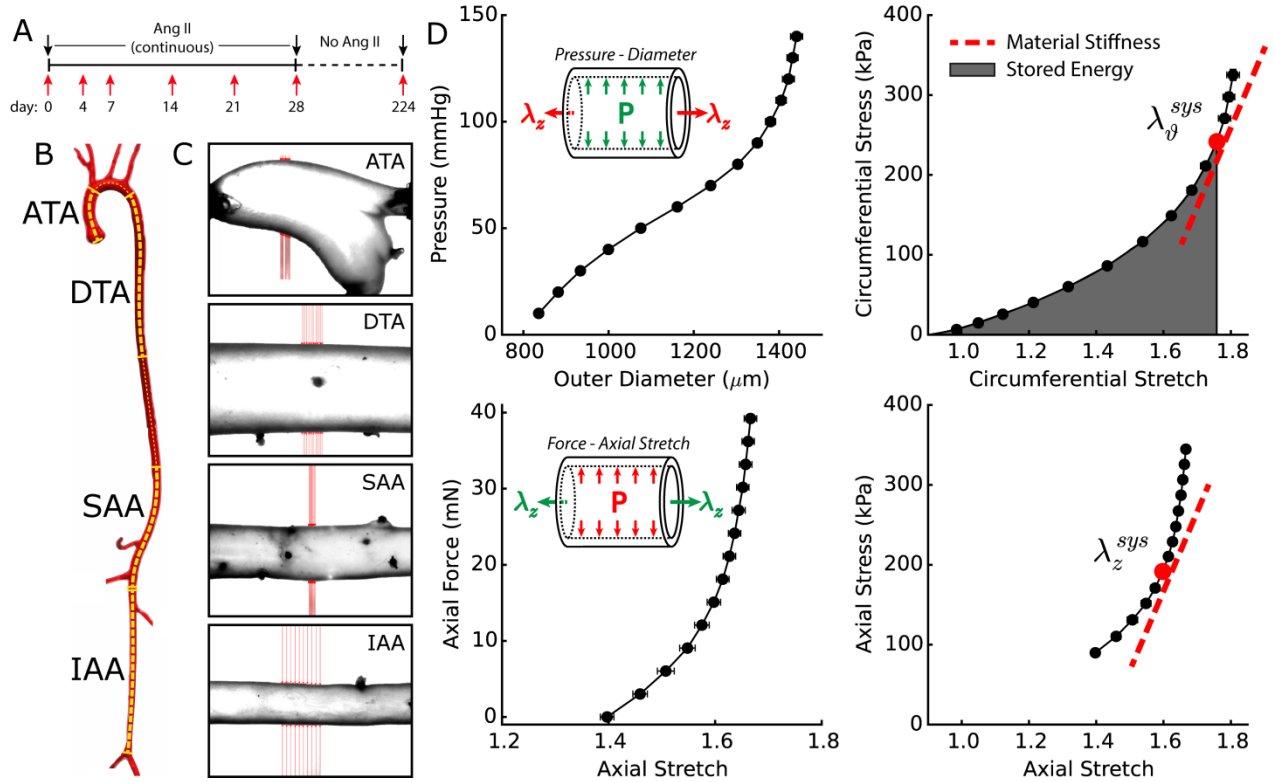 A
Ang II
(continuous)
No Ang II
day: 0 4 7 14 21 28 224
B
ATA
DTA
SAA
IAA
C
ATA
DTA
SAA
IAA
D
Pressure - Diameter
λz P λz
Pressure (mmHg)
150
100
50
0
800 1000 1200 1400
Outer Diameter (μm)
Material Stiffness
Stored Energy
λϑ^sys
Circumferential Stress (kPa)
400
300
200
100
0
1.0 1.2 1.4 1.6 1.8
Circumferential Stretch
Force - Axial Stretch
λz P λz
Axial Force (mN)
40
30
20
10
0
1.2 1.4 1.6 1.8
Axial Stretch
λz^sys
Axial Stress (kPa)
400
300
200
100
0
1.0 1.2 1.4 1.6 1.8
Axial Stretch